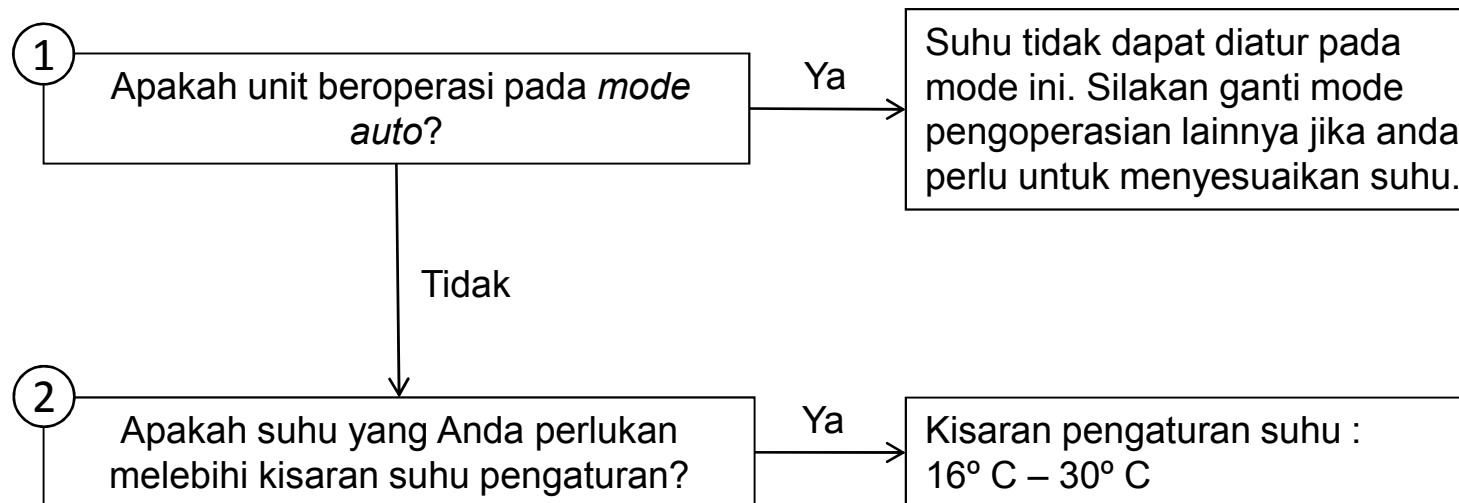 1
Apakah unit beroperasi pada mode
auto?
Ya
Suhu tidak dapat diatur pada
mode ini. Silakan ganti mode
pengoperasian lainnya jika anda
perlu untuk menyesuaikan suhu.
Tidak
2
Apakah suhu yang Anda perlukan
melebihi kisaran suhu pengaturan?
Ya
Kisaran pengaturan suhu :
16º C – 30º C